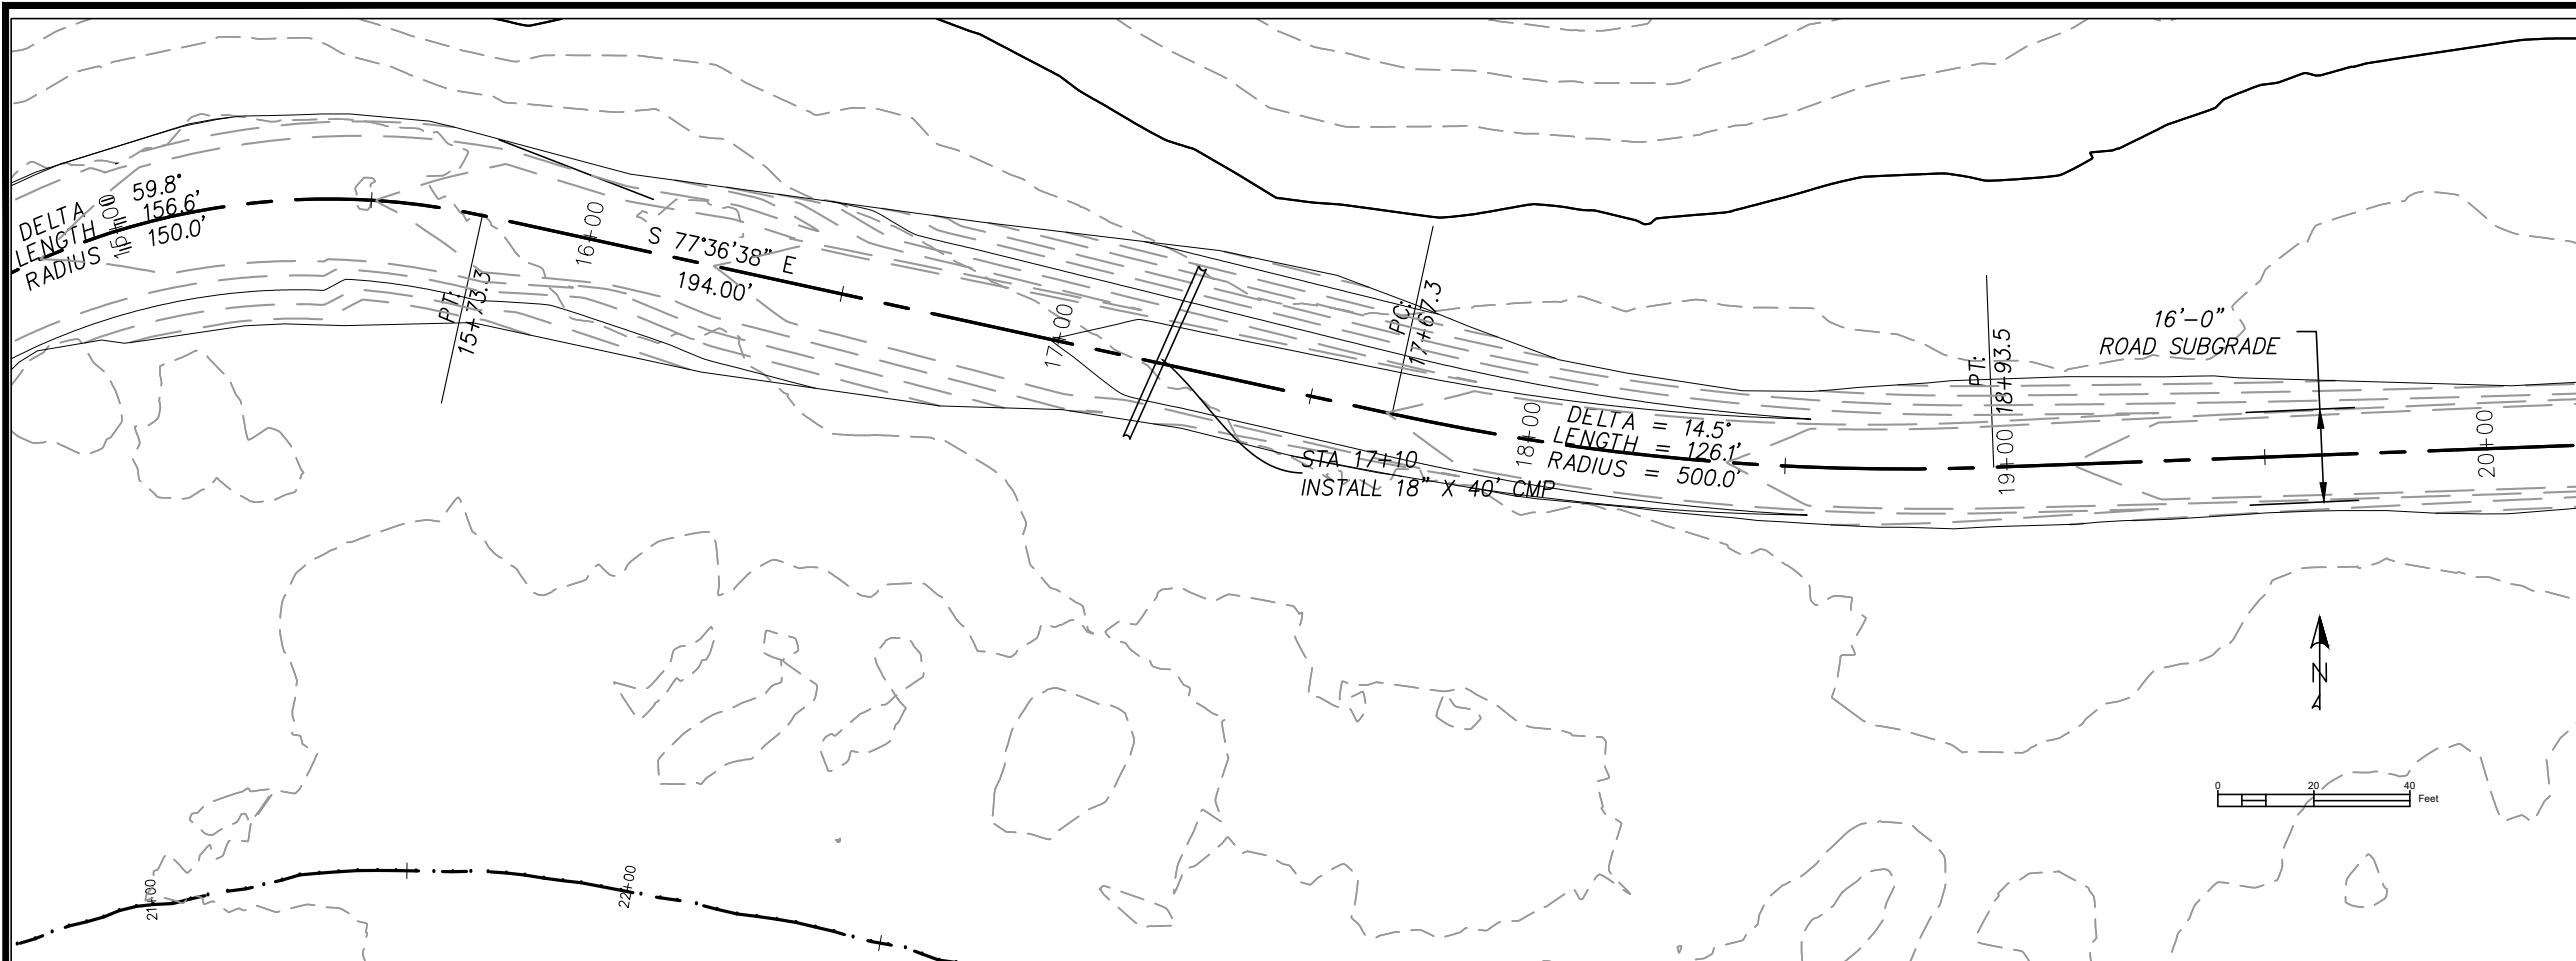 DELTA 59.8°
LENGTH 156.6'
RADIUS 150.0'
15+00
PT:
15+73.3
16+00
S 77°36'38" E
194.00'
17+00
STA 17+10
INSTALL 18" X 40' CMP
PC:
17+67.3
18+00
DELTA = 14.5°
LENGTH = 126.1'
RADIUS = 500.0'
PT:
18+93.5
19+00
16'-0"
ROAD SUBGRADE
20+00
N
0 20 40
Feet
21+00
22+00